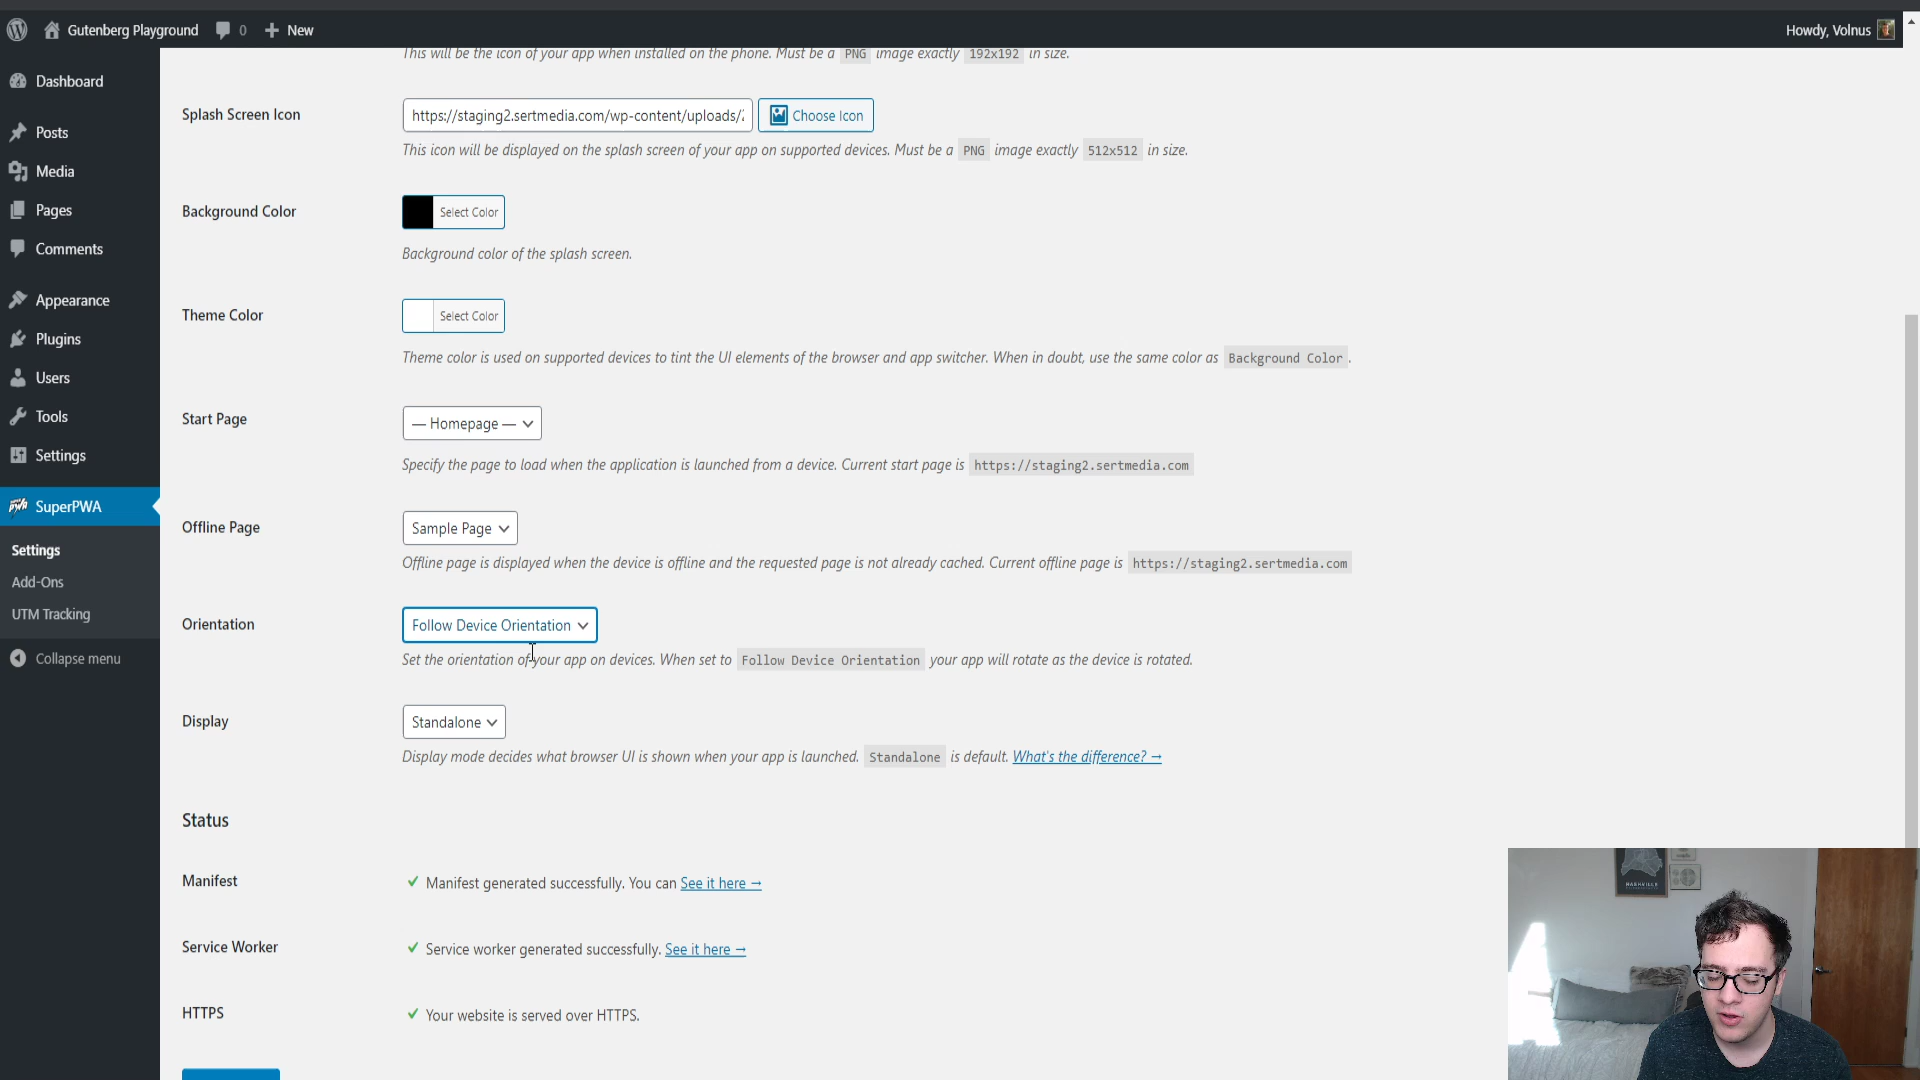 Gutenberg Playground
0
New
Howdy, Volnus
Dashboard
Posts
Media
Pages
Comments
Appearance
Plugins
Users
Tools
Settings
SuperPWA
Settings
Add-Ons
UTM Tracking
Collapse menu
This will be the icon of your app when installed on the phone. Must be a PNG image exactly 192x192 in size.
Splash Screen Icon
https://staging2.sertmedia.com/wp-content/uploads/
Choose Icon
This icon will be displayed on the splash screen of your app on supported devices. Must be a PNG image exactly 512x512 in size.
Background Color
Select Color
Background color of the splash screen.
Theme Color
Select Color
Theme color is used on supported devices to tint the UI elements of the browser and app switcher. When in doubt, use the same color as Background Color.
Start Page
— Homepage —
Specify the page to load when the application is launched from a device. Current start page is https://staging2.sertmedia.com
Offline Page
Sample Page
Offline page is displayed when the device is offline and the requested page is not already cached. Current offline page is https://staging2.sertmedia.com
Orientation
Follow Device Orientation
Set the orientation of your app on devices. When set to Follow Device Orientation your app will rotate as the device is rotated.
Display
Standalone
Display mode decides what browser UI is shown when your app is launched. Standalone is default. What's the difference? →
Status
Manifest
Manifest generated successfully. You can See it here →
Service Worker
Service worker generated successfully. See it here →
HTTPS
Your website is served over HTTPS.
NASHVILLE